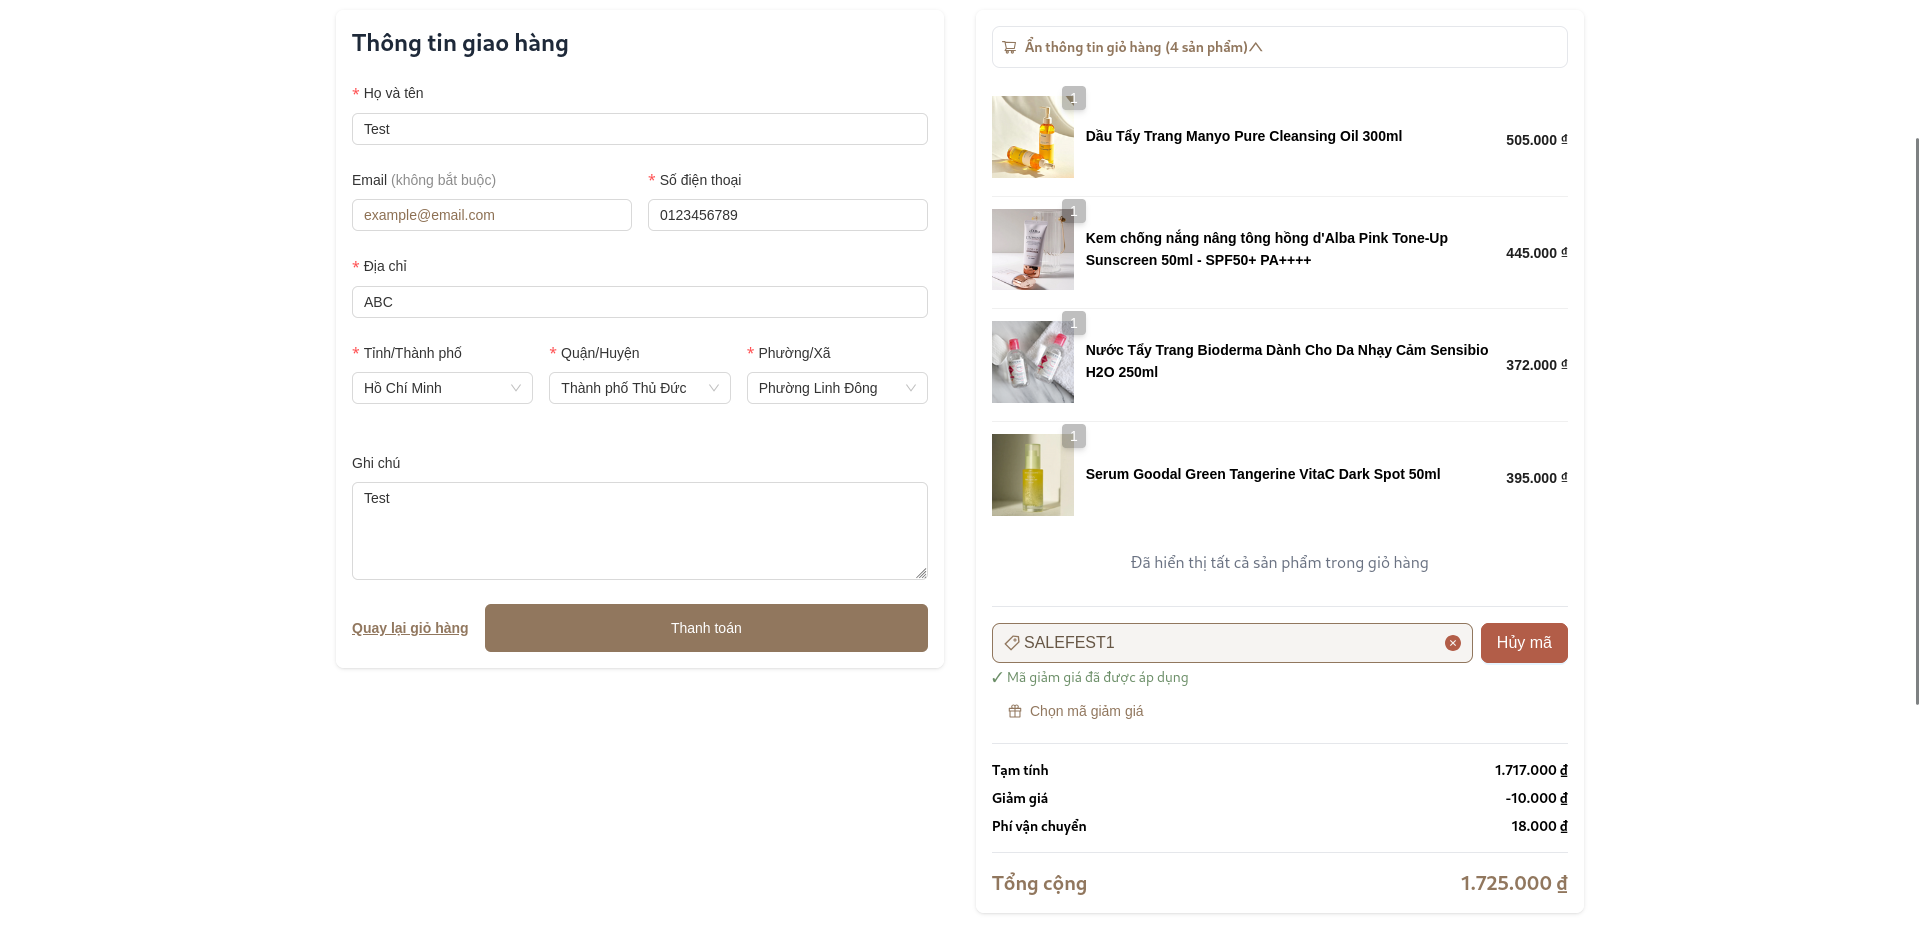 Thông tin giao hàng
* Họ và tên
Test
Email (không bắt buộc)
* Số điện thoại
example@email.com
0123456789
* Địa chỉ
ABC
* Tỉnh/Thành phố
* Quận/Huyện
* Phường/Xã
Hồ Chí Minh
Thành phố Thủ Đức
Phường Linh Đông
Ghi chú
Test
Quay lại giỏ hàng
Thanh toán
Ẩn thông tin giỏ hàng (4 sản phẩm)
1
Dầu Tẩy Trang Manyo Pure Cleansing Oil 300ml
505.000 ₫
1
Kem chống nắng nâng tông hồng d'Alba Pink Tone-Up
Sunscreen 50ml - SPF50+ PA++++
445.000 ₫
1
Nước Tẩy Trang Bioderma Dành Cho Da Nhạy Cảm Sensibio
H2O 250ml
372.000 ₫
1
Serum Goodal Green Tangerine VitaC Dark Spot 50ml
395.000 ₫
Đã hiển thị tất cả sản phẩm trong giỏ hàng
SALEFEST1
Hủy mã
✓ Mã giảm giá đã được áp dụng
Chọn mã giảm giá
Tạm tính
1.717.000 ₫
Giảm giá
-10.000 ₫
Phí vận chuyển
18.000 ₫
Tổng cộng
1.725.000 ₫